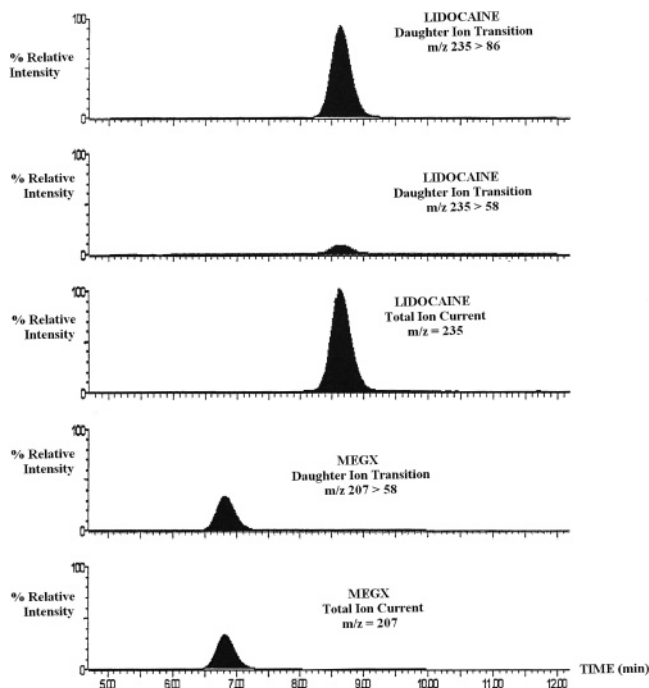 100
% Relative
Intensity
0
LIDOCAINE
Daughter Ion Transition
m/z 235 > 86
100
% Relative
Intensity
0
LIDOCAINE
Daughter Ion Transition
m/z 235 > 58
100
% Relative
Intensity
0
LIDOCAINE
Total Ion Current
m/z = 235
100
% Relative
Intensity
0
MEGX
Daughter Ion Transition
m/z 207 > 58
100
% Relative
Intensity
0
MEGX
Total Ion Current
m/z = 207
5.00 6.00 7.00 8.00 9.00 10.00 11.00 12.00 TIME (min)